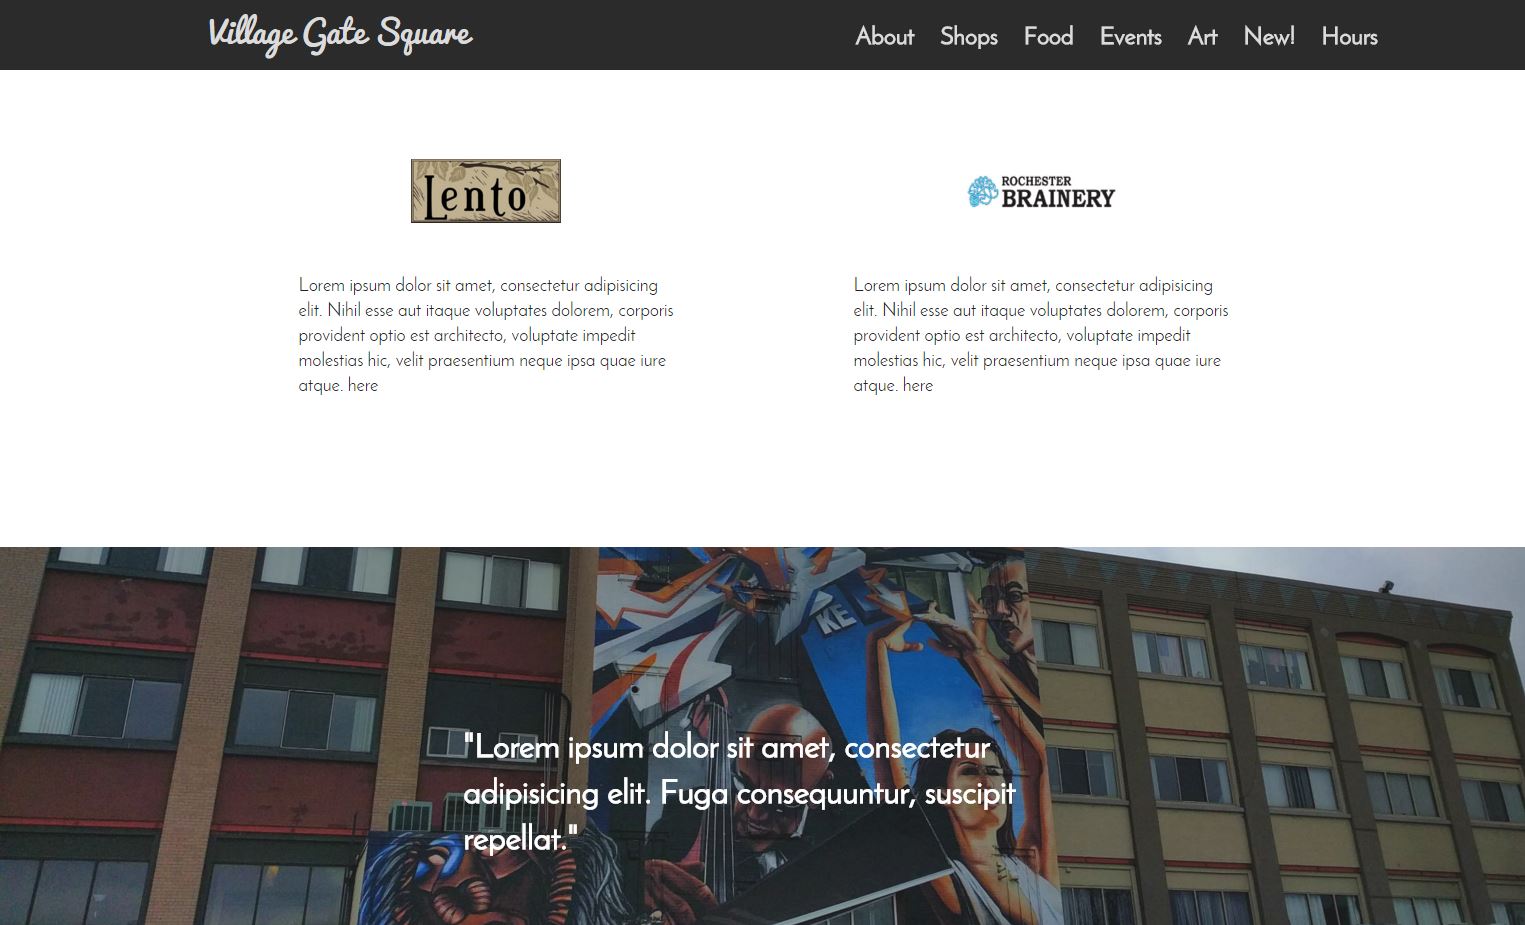 Village Gate Square
About Shops Food Events Art New! Hours
Lento
ROCHESTER
BRAINERY
Lorem ipsum dolor sit amet, consectetur adipisicing
elit. Nihil esse aut itaque voluptates dolorem, corporis
provident optio est architecto, voluptate impedit
molestias hic, velit praesentium neque ipsa quae iure
atque. here
Lorem ipsum dolor sit amet, consectetur adipisicing
elit. Nihil esse aut itaque voluptates dolorem, corporis
provident optio est architecto, voluptate impedit
molestias hic, velit praesentium neque ipsa quae iure
atque. here
KE
"Lorem ipsum dolor sit amet, consectetur
adipisicing elit. Fuga consequuntur, suscipit
repellat."